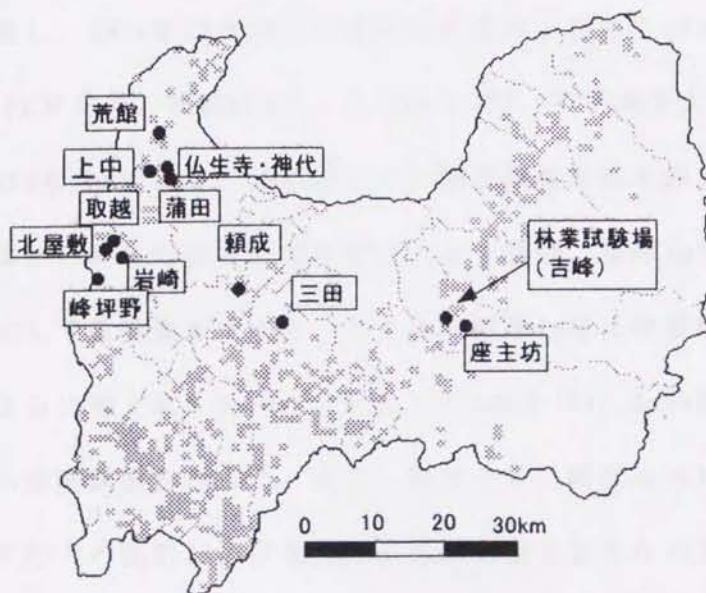 荒館
上中
仏生寺・神代
取越
蒲田
北屋敷
岩崎
峰坪野
頼成
三田
林業試験場
(吉峰)
座主坊
0 10 20 30km